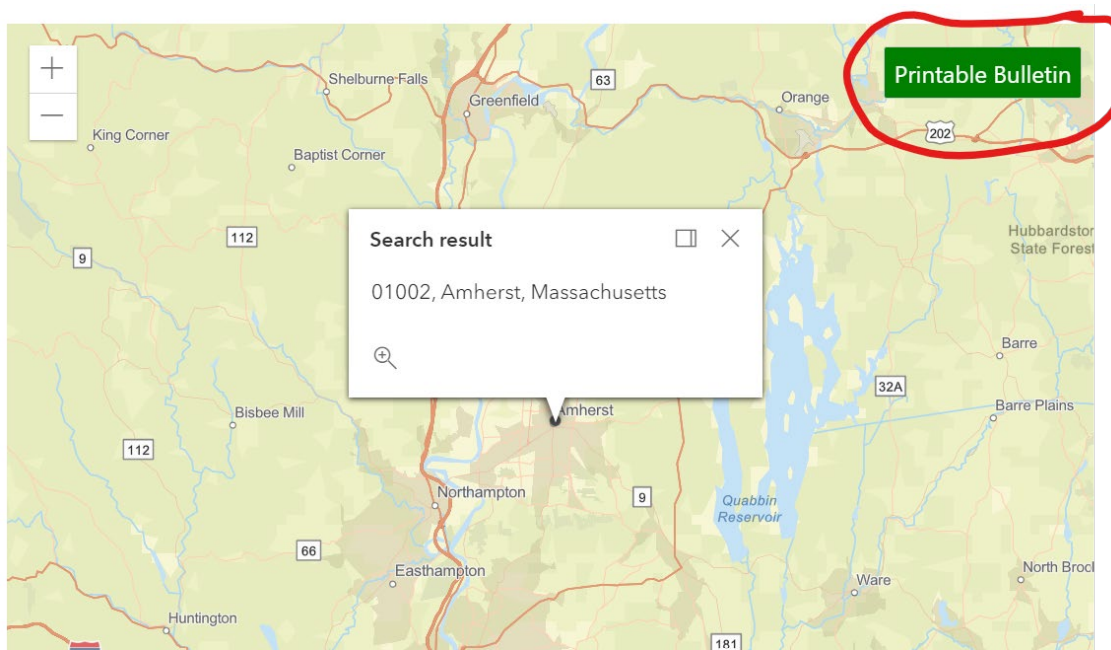 +
−
Printable Bulletin
Shelburne Falls
63
Greenfield
Orange
King Corner
202
Baptist Corner
112
Hubbardston
State Forest
9
Search result
01002, Amherst, Massachusetts
Barre
32A
Bisbee Mill
Amherst
Barre Plains
112
Northampton
9
Quabbin
Reservoir
66
Easthampton
North Brool
Ware
Huntington
181